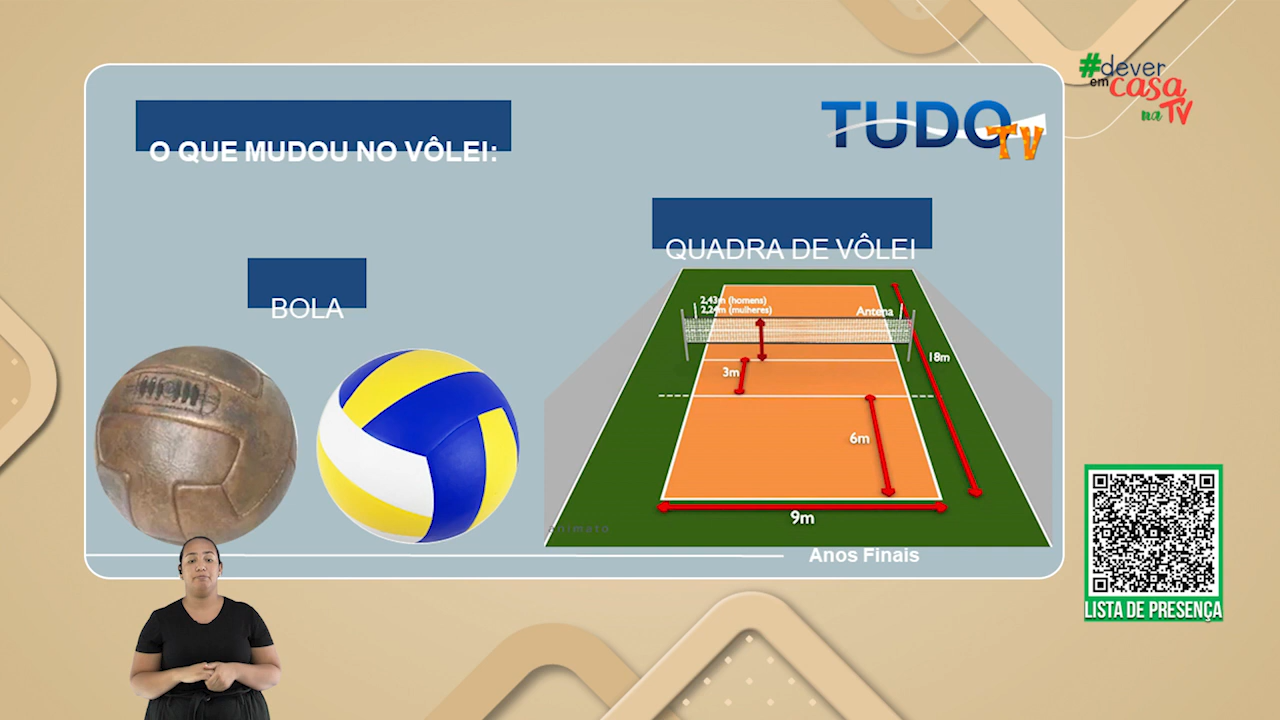 #dever
em casa
na TV
TUDO
TV
O QUE MUDOU NO VÔLEI:
QUADRA DE VÔLEI
BOLA
2,43m (homens)
2,24m (mulheres)
Antena
18m
3m
6m
9m
animato
Anos Finais
LISTA DE PRESENÇA